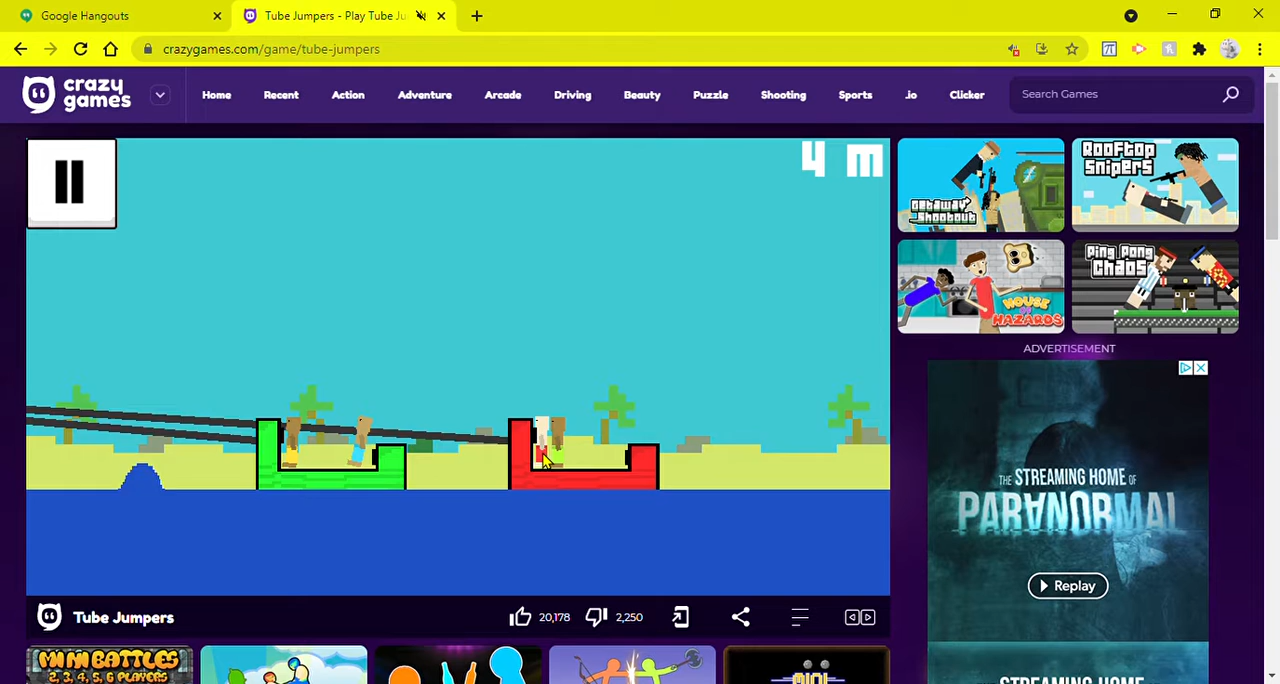 Google Hangouts
Tube Jumpers - Play Tube Ju
crazygames.com/game/tube-jumpers
crazy
games
Home
Recent
Action
Adventure
Arcade
Driving
Beauty
Puzzle
Shooting
Sports
.io
Clicker
Search Games
4 m
GETAWAY
SHOOTOUT
ROOFTOP
SNIPERS
HOUSE
OF
HAZARDS
PING PONG
CHAOS
ADVERTISEMENT
THE STREAMING HOME OF
PARANORMAL
Replay
Tube Jumpers
20,178
2,250
MINI BATTLES
2, 3, 4, 5, 6 PLAYERS
MINI